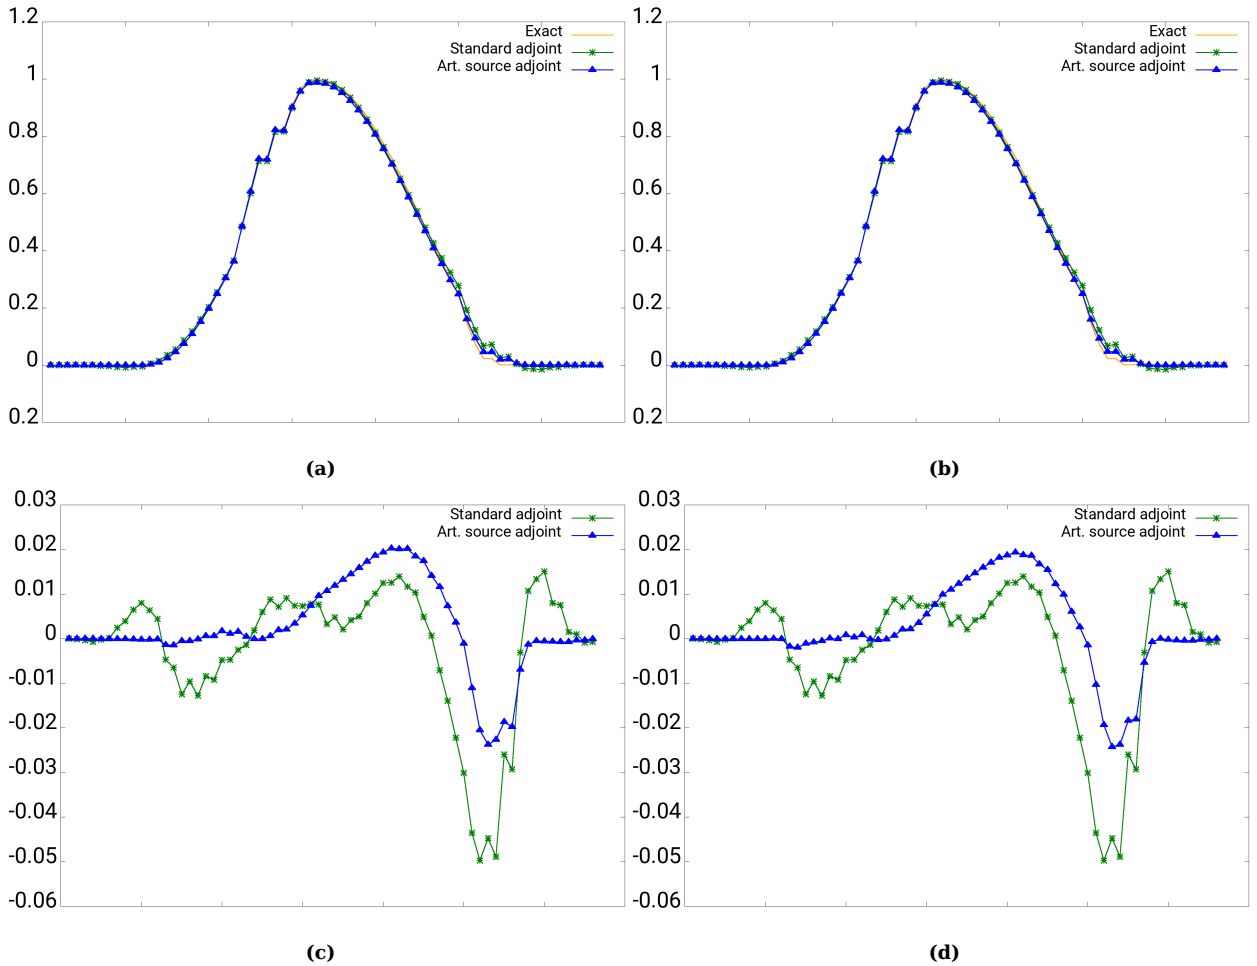 1.2
1
0.8
0.6
0.4
0.2
0
0.2
Exact
Standard adjoint
Art. source adjoint
(a)
1.2
1
0.8
0.6
0.4
0.2
0
0.2
Exact
Standard adjoint
Art. source adjoint
(b)
0.03
0.02
0.01
0
-0.01
-0.02
-0.03
-0.04
-0.05
-0.06
Standard adjoint
Art. source adjoint
(c)
0.03
0.02
0.01
0
-0.01
-0.02
-0.03
-0.04
-0.05
-0.06
Standard adjoint
Art. source adjoint
(d)